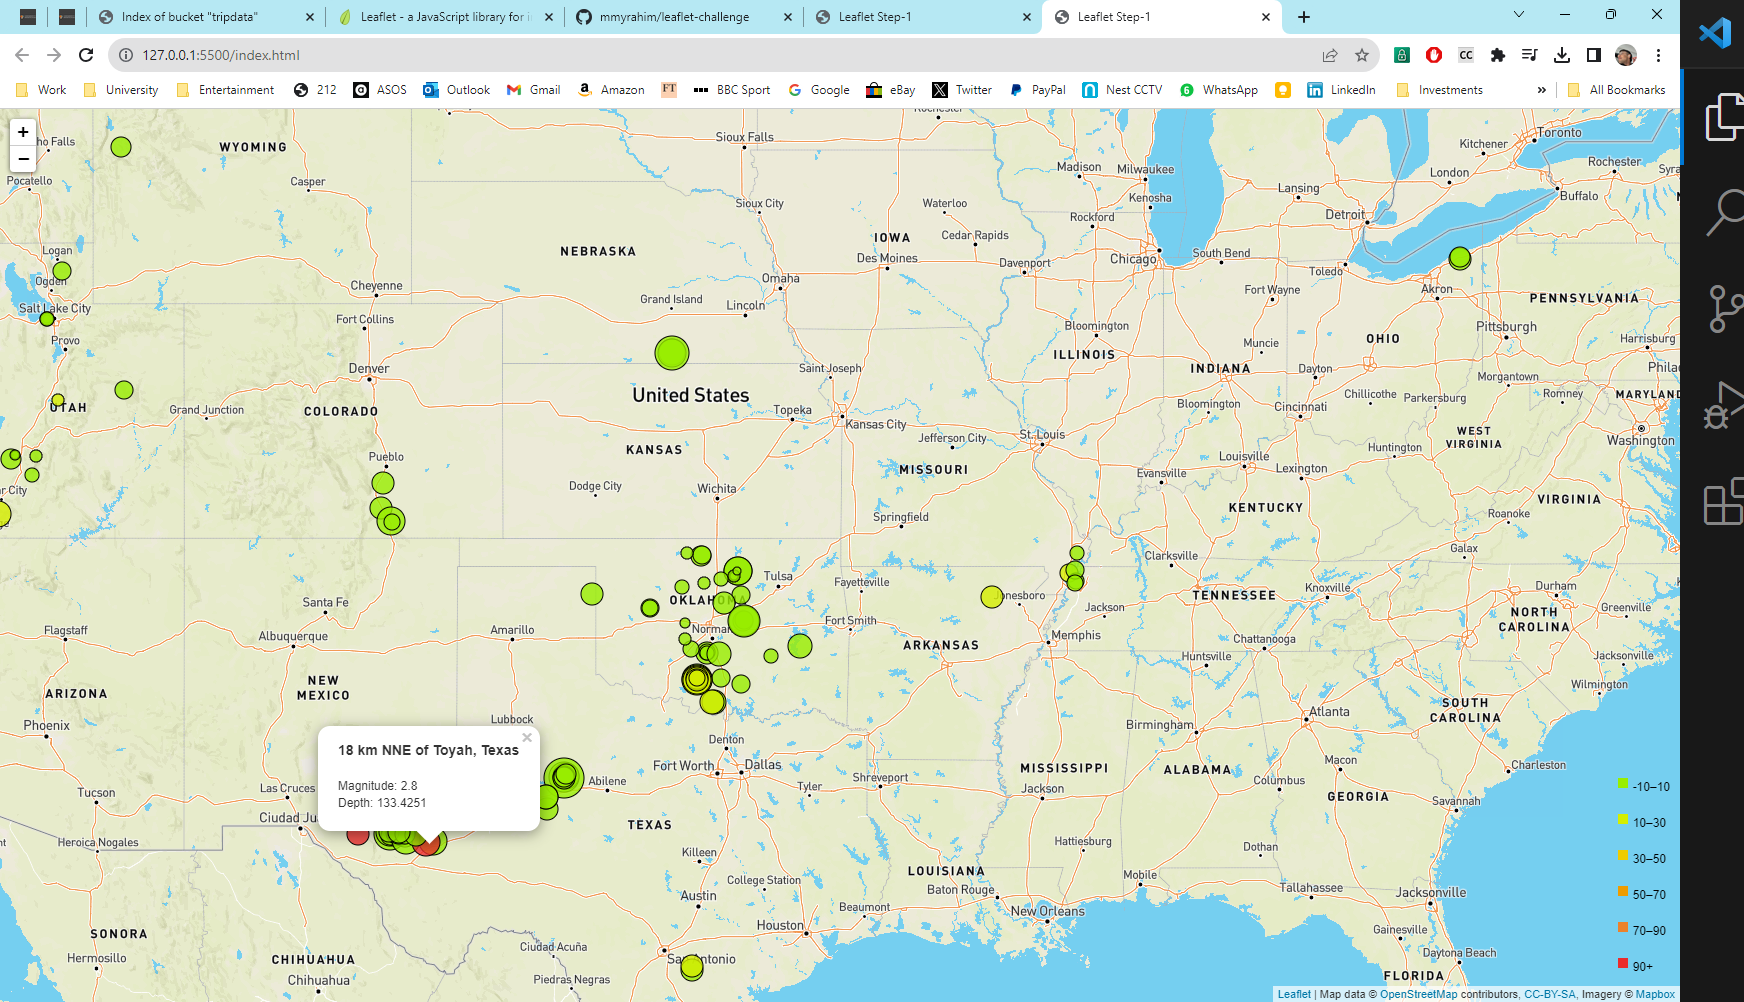 Index of bucket "tripdata"
Leaflet - a JavaScript library for i
mmyrahim/leaflet-challenge
Leaflet Step-1
Leaflet Step-1
127.0.0.1:5500/index.html
CC
Work
University
Entertainment
212
ASOS
Outlook
Gmail
Amazon
FT
BBC Sport
Google
eBay
Twitter
PayPal
Nest CCTV
WhatsApp
LinkedIn
Investments
»
All Bookmarks
+
−
ho Falls
Pocatello
WYOMING
Casper
Sioux Falls
Rochester
Madison
Milwaukee
Kenosha
Rockford
Lansing
Detroit
Toronto
Kitchener
London
Rochester
Syra
Buffalo
Sioux City
Waterloo
IOWA
Cedar Rapids
Des Moines
Davenport
Chicago
South Bend
Toledo
Akron
Logan
Ogden
Salt Lake City
Provo
NEBRASKA
Omaha
Cheyenne
Grand Island
Lincoln
Fort Collins
Fort Wayne
PENNSYLVANIA
Bloomington
Pittsburgh
Harrisburg
OHIO
Muncie
ILLINOIS
INDIANA
Denver
Saint Joseph
Dayton
Morgantown
Phila
United States
UTAH
Grand Junction
COLORADO
Topeka
Kansas City
Bloomington
Cincinnati
Chillicothe
Parkersburg
Romney
MARYLAND
KANSAS
Jefferson City
St. Louis
WEST
VIRGINIA
Washington
Pueblo
MISSOURI
Louisville
Lexington
Huntington
Evansville
ar City
Dodge City
Wichita
VIRGINIA
KENTUCKY
Roanoke
Springfield
Clarksville
Galax
Tulsa
Fayetteville
Durham
Santa Fe
OKLAHOMA
Jonesboro
TENNESSEE
Knoxville
Jackson
NORTH
CAROLINA
Greenville
Flagstaff
Albuquerque
Amarillo
Norman
Fort Smith
Memphis
Chattanooga
ARKANSAS
Huntsville
Jacksonville
NEW
MEXICO
ARIZONA
Wilmington
SOUTH
CAROLINA
Phoenix
Lubbock
Atlanta
Birmingham
Denton
18 km NNE of Toyah, Texas
×
Magnitude: 2.8
Depth: 133.4251
Fort Worth
Dallas
Abilene
Shreveport
Tyler
MISSISSIPPI
ALABAMA
Macon
Columbus
Charleston
Tucson
Las Cruces
Jackson
GEORGIA
Savannah
Ciudad Ju
TEXAS
Heroica Nogales
Hattiesburg
Dothan
Killeen
LOUISIANA
Mobile
Baton Rouge
College Station
Austin
Tallahassee
Jacksonville
Beaumont
New Orleans
Houston
SONORA
Gainesville
Ciudad Acuña
Hermosillo
CHIHUAHUA
Chihuahua
San Antonio
Daytona Beach
Piedras Negras
FLORIDA
-10–10
10–30
30–50
50–70
70–90
90+
Leaflet | Map data © OpenStreetMap contributors, CC-BY-SA, Imagery © Mapbox